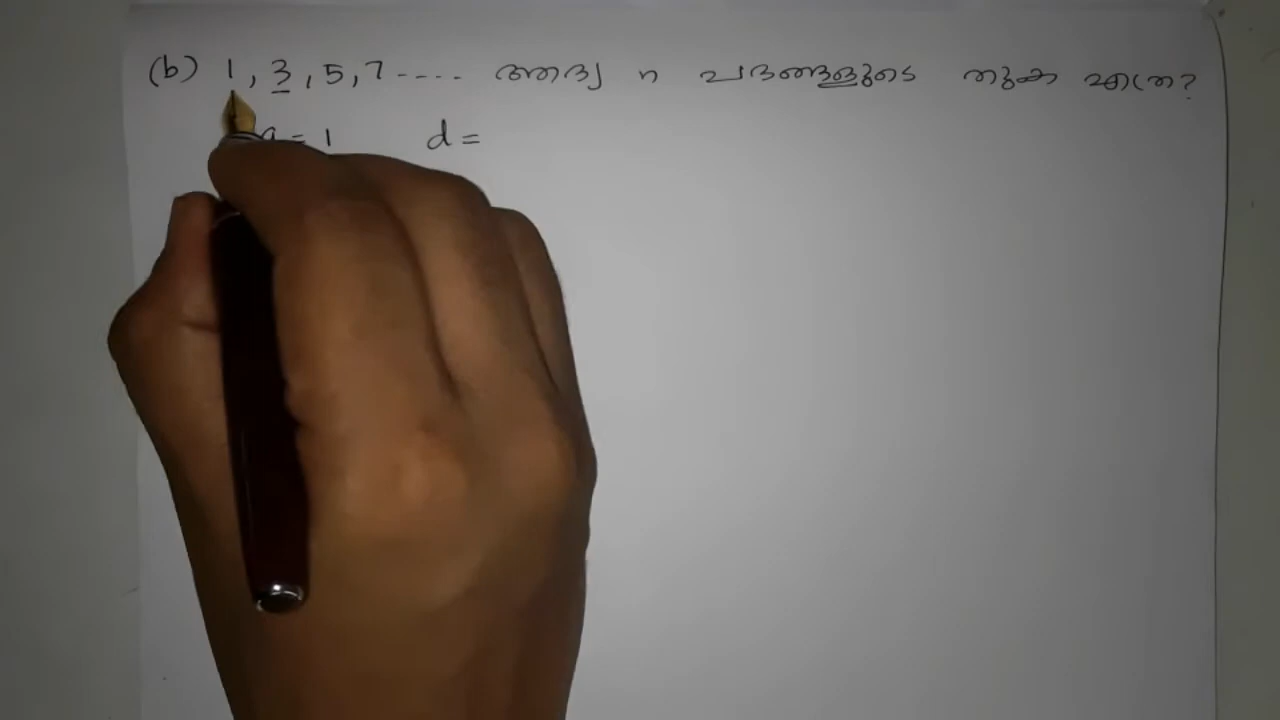 (b) 1, 3, 5, 7 ---- ആദ്യ n പദങ്ങളുടെ തുക എത്ര?
a = 1 d =